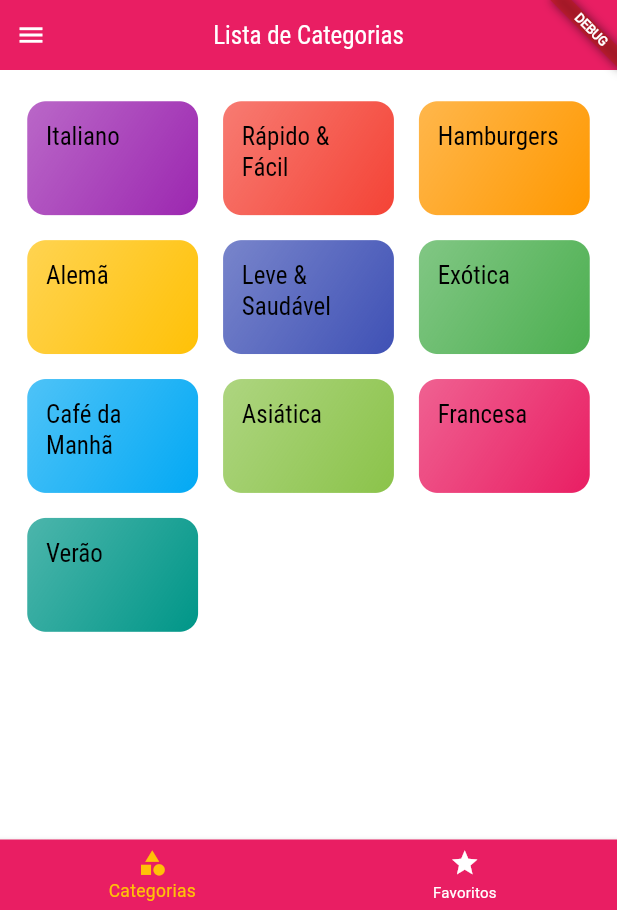 Lista de Categorias
DEBUG
Italiano
Rápido &
Fácil
Hamburgers
Alemã
Leve &
Saudável
Exótica
Café da
Manhã
Asiática
Francesa
Verão
Categorias
Favoritos